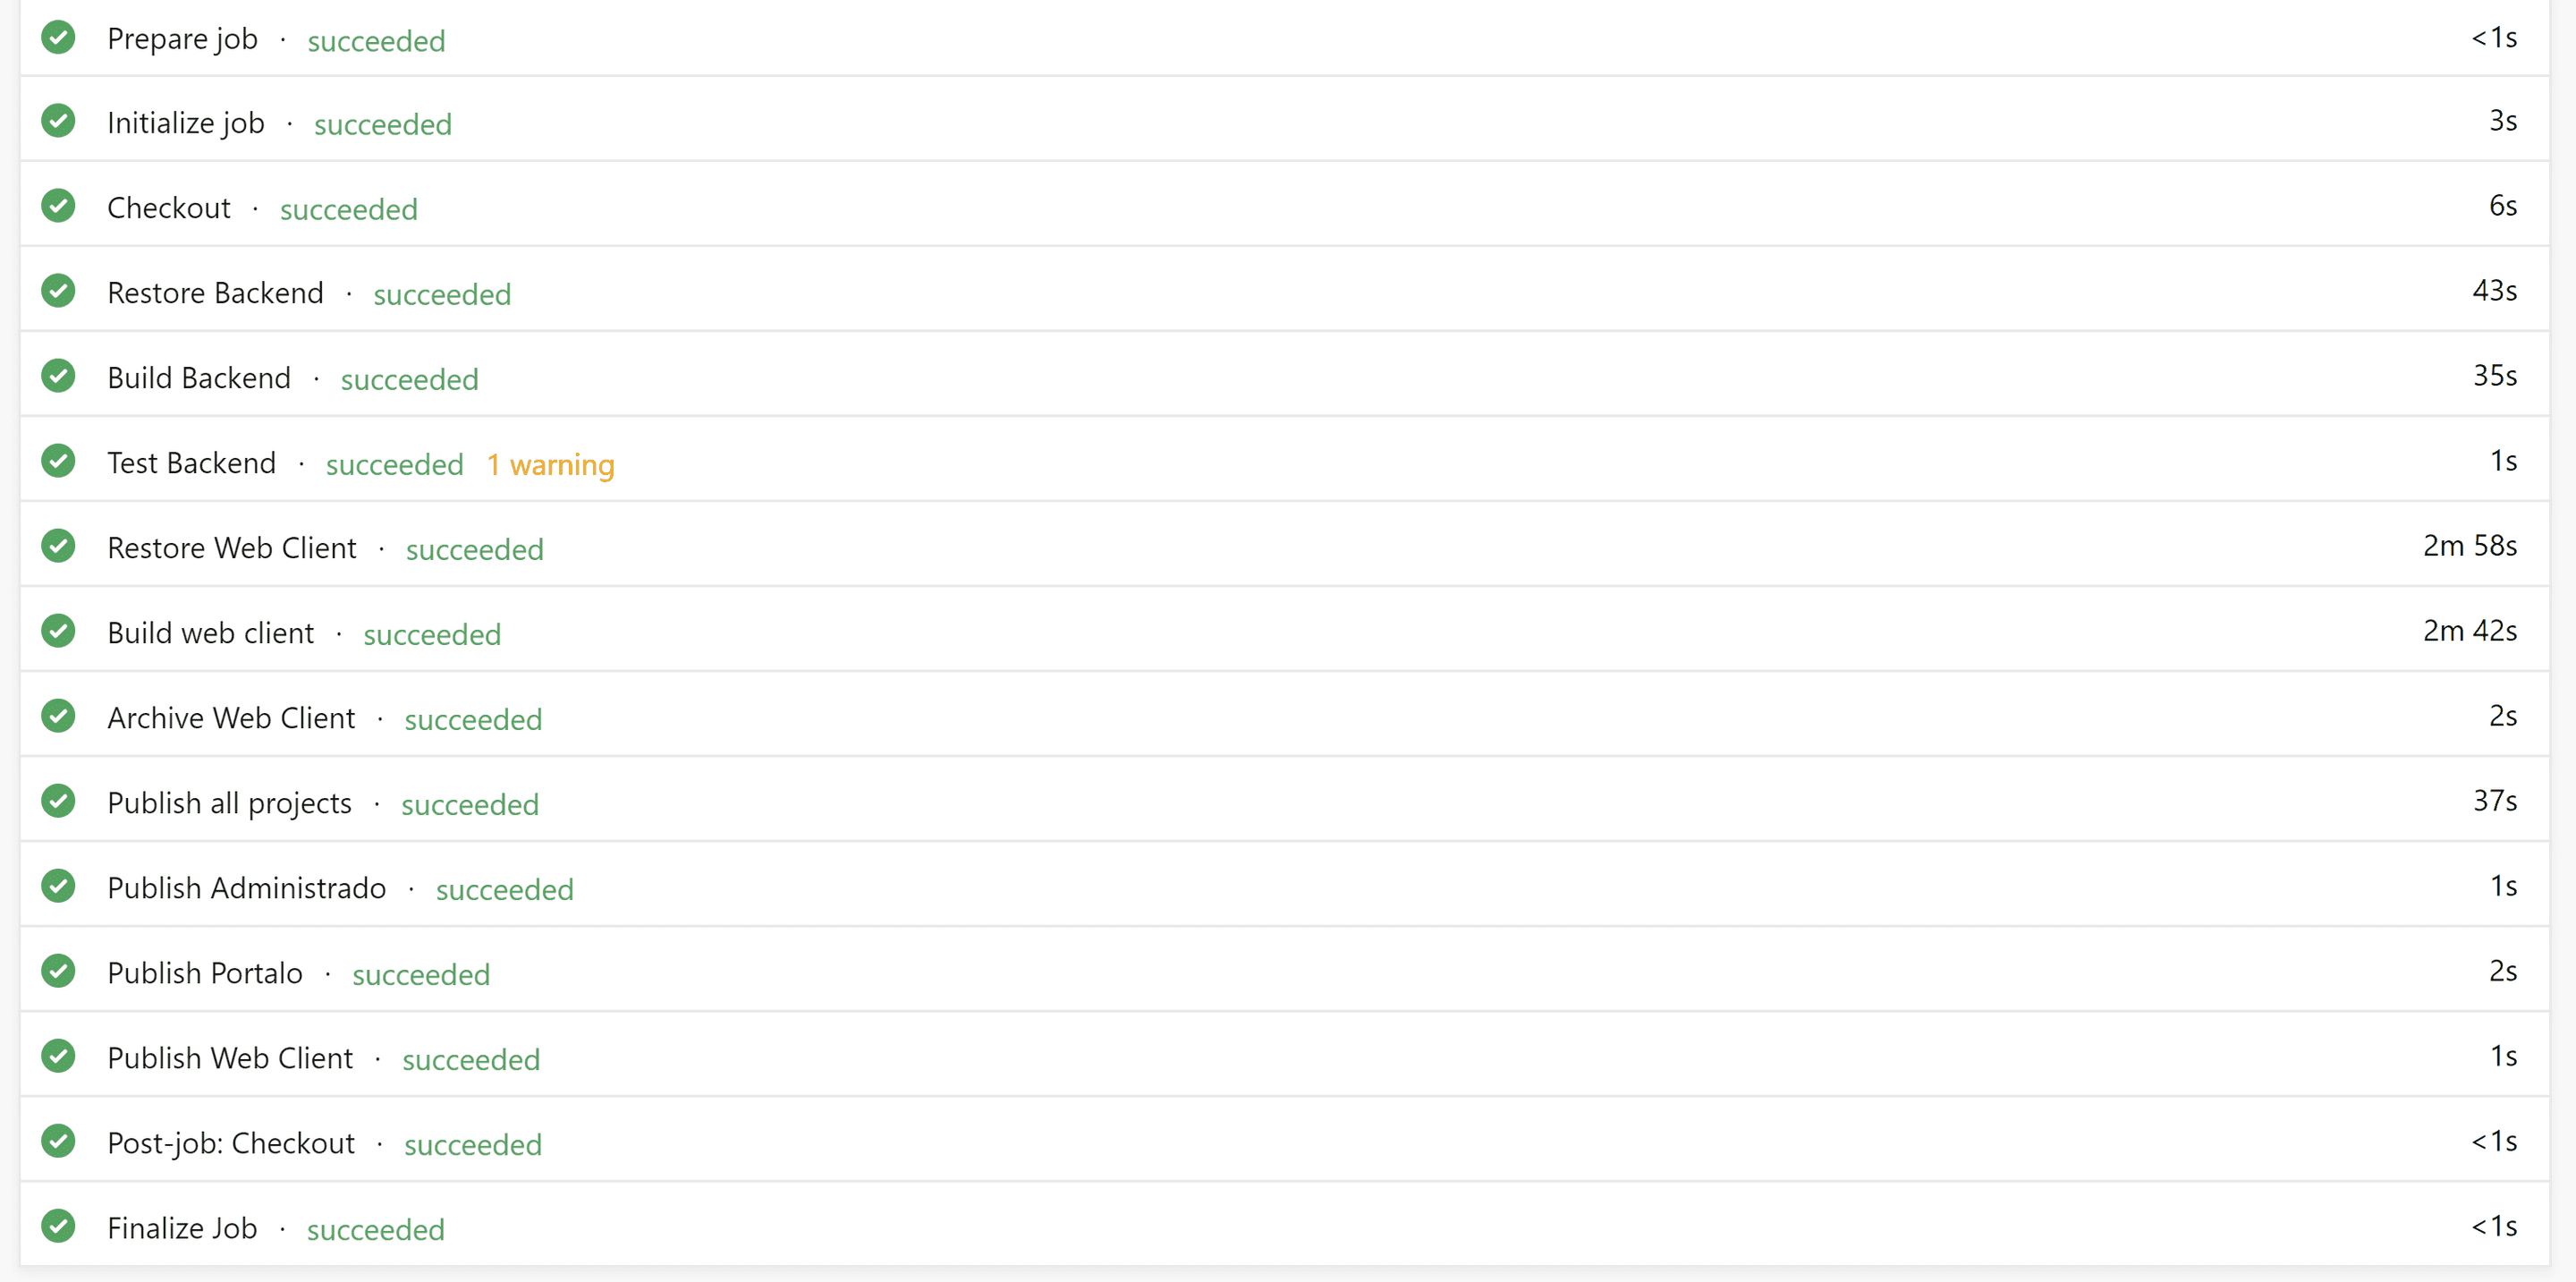 Prepare job · succeeded <1s
Initialize job · succeeded 3s
Checkout · succeeded 6s
Restore Backend · succeeded 43s
Build Backend · succeeded 35s
Test Backend · succeeded 1 warning 1s
Restore Web Client · succeeded 2m 58s
Build web client · succeeded 2m 42s
Archive Web Client · succeeded 2s
Publish all projects · succeeded 37s
Publish Administrado · succeeded 1s
Publish Portalo · succeeded 2s
Publish Web Client · succeeded 1s
Post-job: Checkout · succeeded <1s
Finalize Job · succeeded <1s